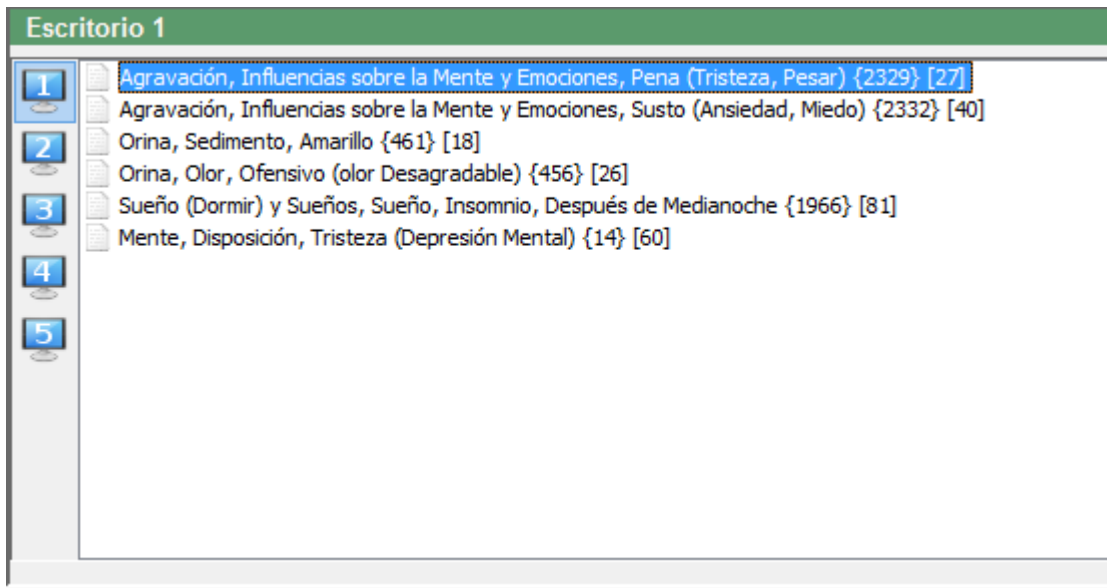 Escritorio 1
1
Agravación, Influencias sobre la Mente y Emociones, Pena (Tristeza, Pesar) {2329} [27]
Agravación, Influencias sobre la Mente y Emociones, Susto (Ansiedad, Miedo) {2332} [40]
2
Orina, Sedimento, Amarillo {461} [18]
Orina, Olor, Ofensivo (olor Desagradable) {456} [26]
3
Sueño (Dormir) y Sueños, Sueño, Insomnio, Después de Medianoche {1966} [81]
Mente, Disposición, Tristeza (Depresión Mental) {14} [60]
4
5